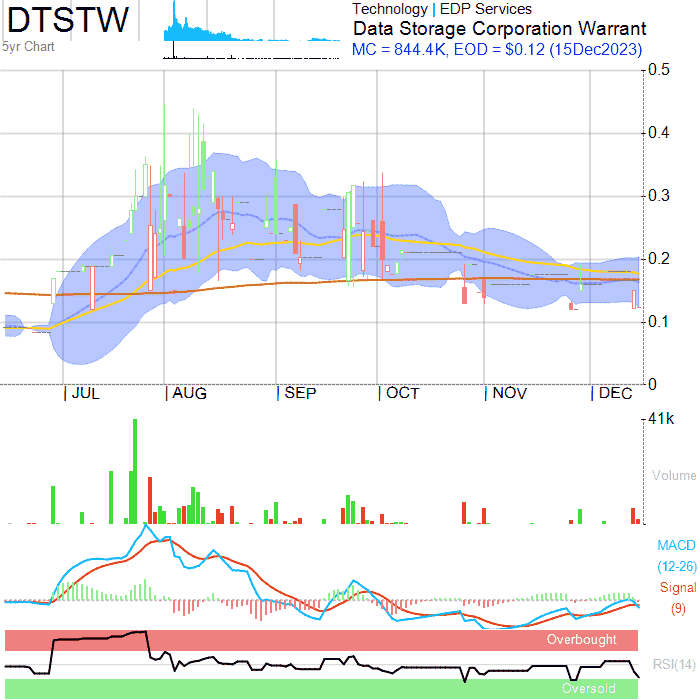 DTSTW
5yr Chart
Technology | EDP Services
Data Storage Corporation Warrant
MC = 844.4K, EOD = $0.12 (15Dec2023)
0.5
0.4
0.3
0.2
0.1
0
JUL AUG SEP OCT NOV DEC
41k
Volume
MACD
(12-26)
Signal
(9)
Overbought
RSI(14)
Oversold